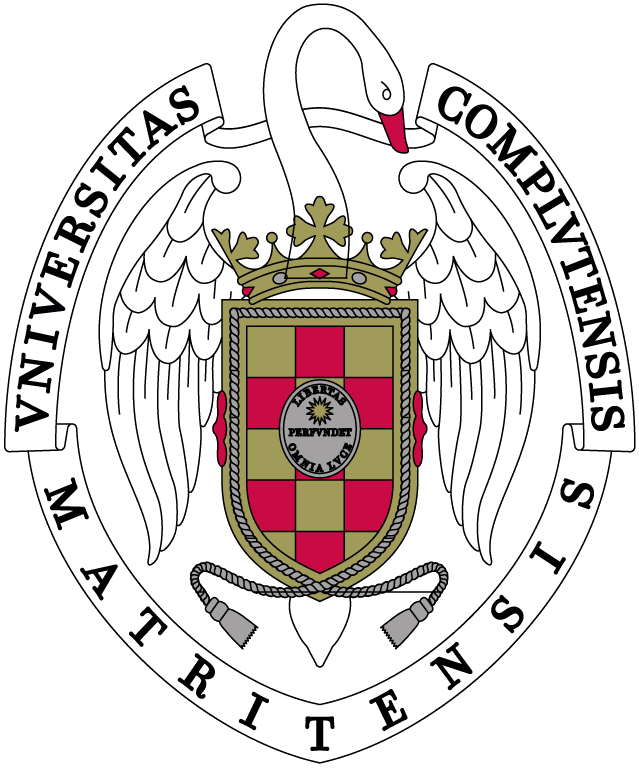 VNIVERSITAS
COMPLVTENSIS
MATRITENSIS
LIBERTAS
PERFVNDET
OMNIA LVCE